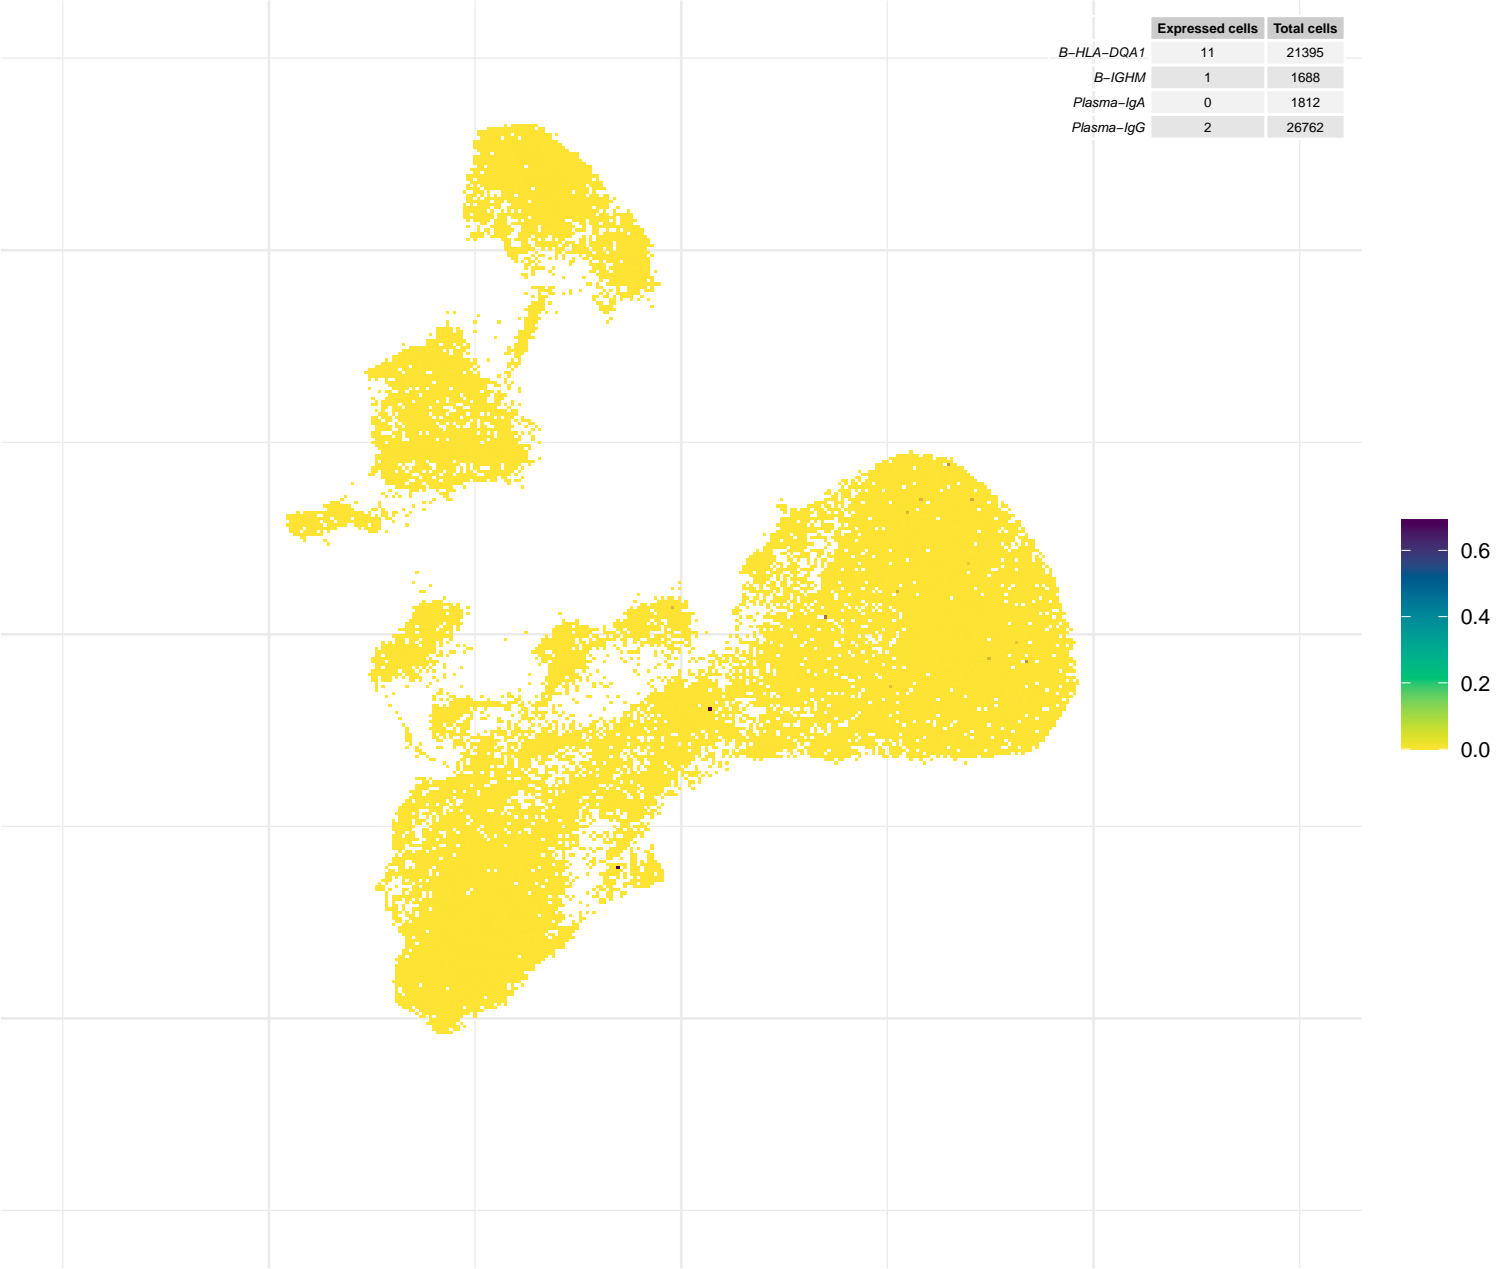 Expressed cells Total cells
B−HLA−DQA1 11 21395
B−IGHM 1 1688
Plasma−IgA 0 1812
Plasma−IgG 2 26762
0.6
0.4
0.2
0.0